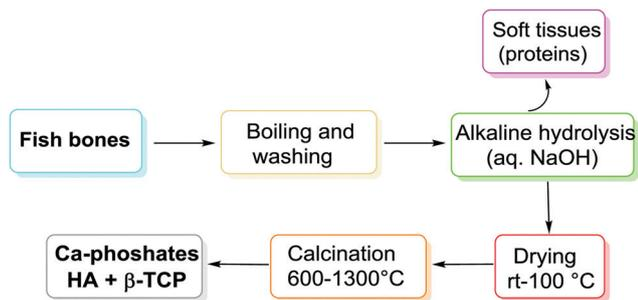 Fish bones
Boiling and
washing
Alkaline hydrolysis
(aq. NaOH)
Soft tissues
(proteins)
Drying
rt-100 °C
Calcination
600-1300°C
Ca-phoshates
HA + β-TCP